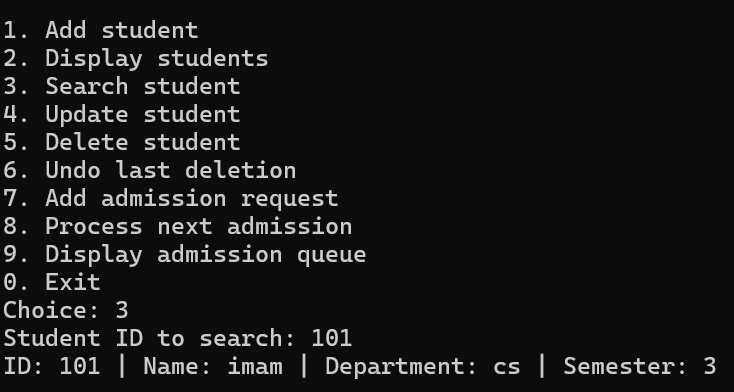 1. Add student
2. Display students
3. Search student
4. Update student
5. Delete student
6. Undo last deletion
7. Add admission request
8. Process next admission
9. Display admission queue
0. Exit
Choice: 3
Student ID to search: 101
ID: 101 | Name: imam | Department: cs | Semester: 3